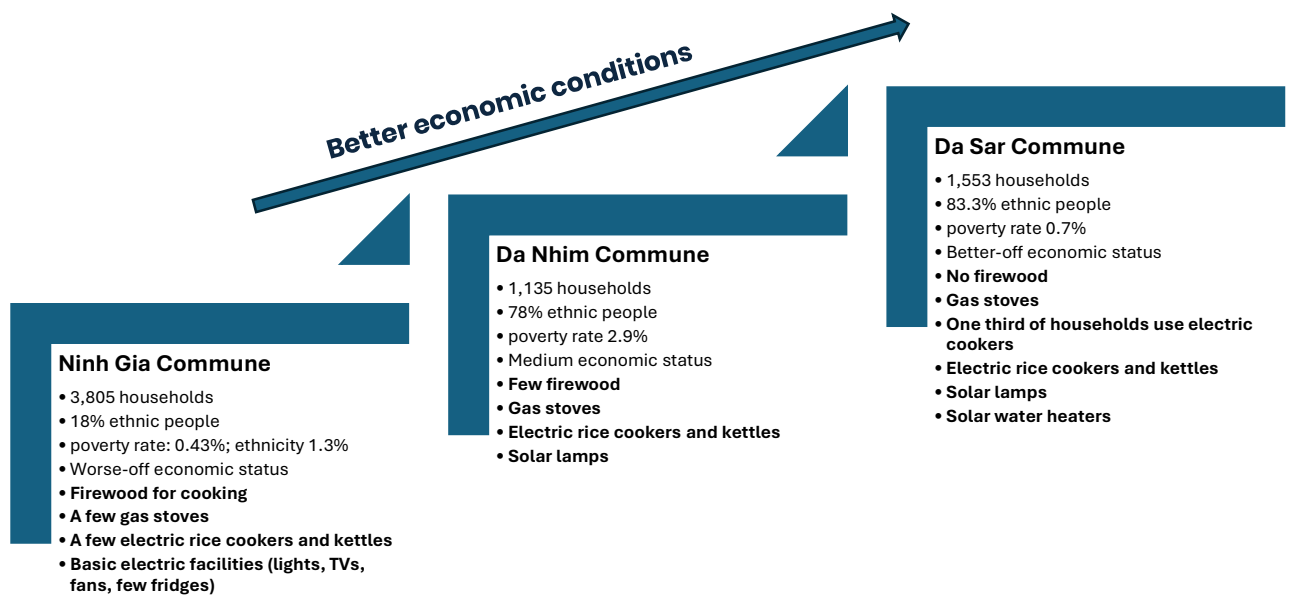 Better economic conditions
Ninh Gia Commune
• 3,805 households
• 18% ethnic people
• poverty rate: 0.43%; ethnicity 1.3%
• Worse-off economic status
• Firewood for cooking
• A few gas stoves
• A few electric rice cookers and kettles
• Basic electric facilities (lights, TVs,
fans, few fridges)
Da Nhim Commune
• 1,135 households
• 78% ethnic people
• poverty rate 2.9%
• Medium economic status
• Few firewood
• Gas stoves
• Electric rice cookers and kettles
• Solar lamps
Da Sar Commune
• 1,553 households
• 83.3% ethnic people
• poverty rate 0.7%
• Better-off economic status
• No firewood
• Gas stoves
• One third of households use electric
cookers
• Electric rice cookers and kettles
• Solar lamps
• Solar water heaters